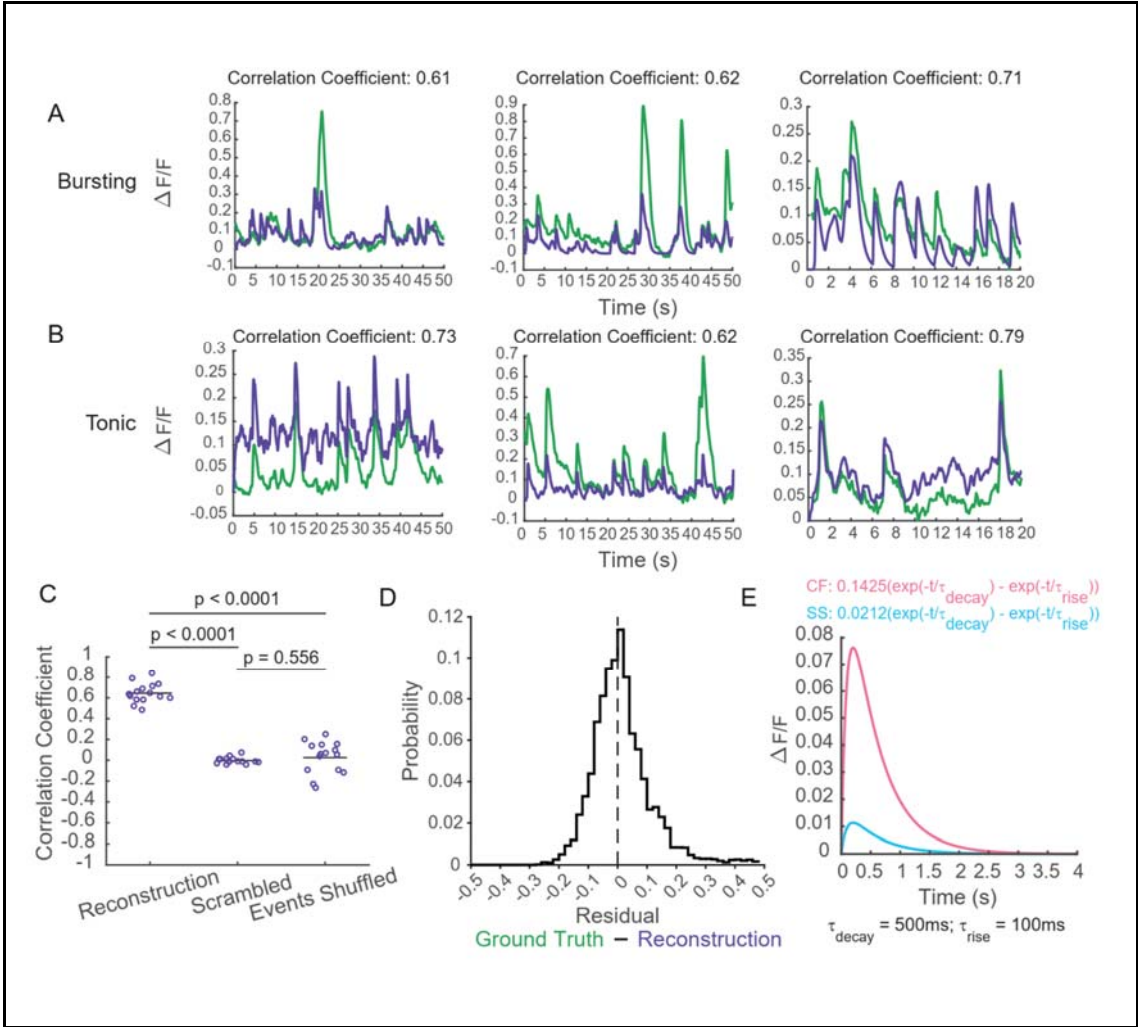 A
Bursting
Correlation Coefficient: 0.61
Correlation Coefficient: 0.62
Correlation Coefficient: 0.71
Δ F/F
0.8
0.7
0.6
0.5
0.4
0.3
0.2
0.1
0
-0.1
0 5 10 15 20 25 30 35 40 45 50
0.9
0.8
0.7
0.6
0.5
0.4
0.3
0.2
0.1
0
-0.1
0 5 10 15 20 25 30 35 40 45 50
0.3
0.25
0.2
0.15
0.1
0.05
0
0 2 4 6 8 10 12 14 16 18 20
Time (s)
B
Tonic
Correlation Coefficient: 0.73
Correlation Coefficient: 0.62
Correlation Coefficient: 0.79
Δ F/F
0.3
0.25
0.2
0.15
0.1
0.05
0
-0.05
0 5 10 15 20 25 30 35 40 45 50
0.7
0.6
0.5
0.4
0.3
0.2
0.1
0
-0.1
0 5 10 15 20 25 30 35 40 45 50
0.35
0.3
0.25
0.2
0.15
0.1
0.05
0
0 2 4 6 8 10 12 14 16 18 20
Time (s)
C
p < 0.0001
p < 0.0001
p = 0.556
Correlation Coefficient
1
0.8
0.6
0.4
0.2
0
-0.2
-0.4
-0.6
-0.8
-1
Reconstruction
Scrambled
Events Shuffled
D
Probability
0.12
0.1
0.08
0.06
0.04
0.02
0
-0.5 -0.4 -0.3 -0.2 -0.1 0 0.1 0.2 0.3 0.4 0.5
Residual
Ground Truth – Reconstruction
E
CF: 0.1425(exp(-t/τdecay) - exp(-t/τrise))
SS: 0.0212(exp(-t/τdecay) - exp(-t/τrise))
Δ F/F
0.08
0.07
0.06
0.05
0.04
0.03
0.02
0.01
0
0 0.5 1 1.5 2 2.5 3 3.5 4
Time (s)
τdecay = 500ms; τrise = 100ms